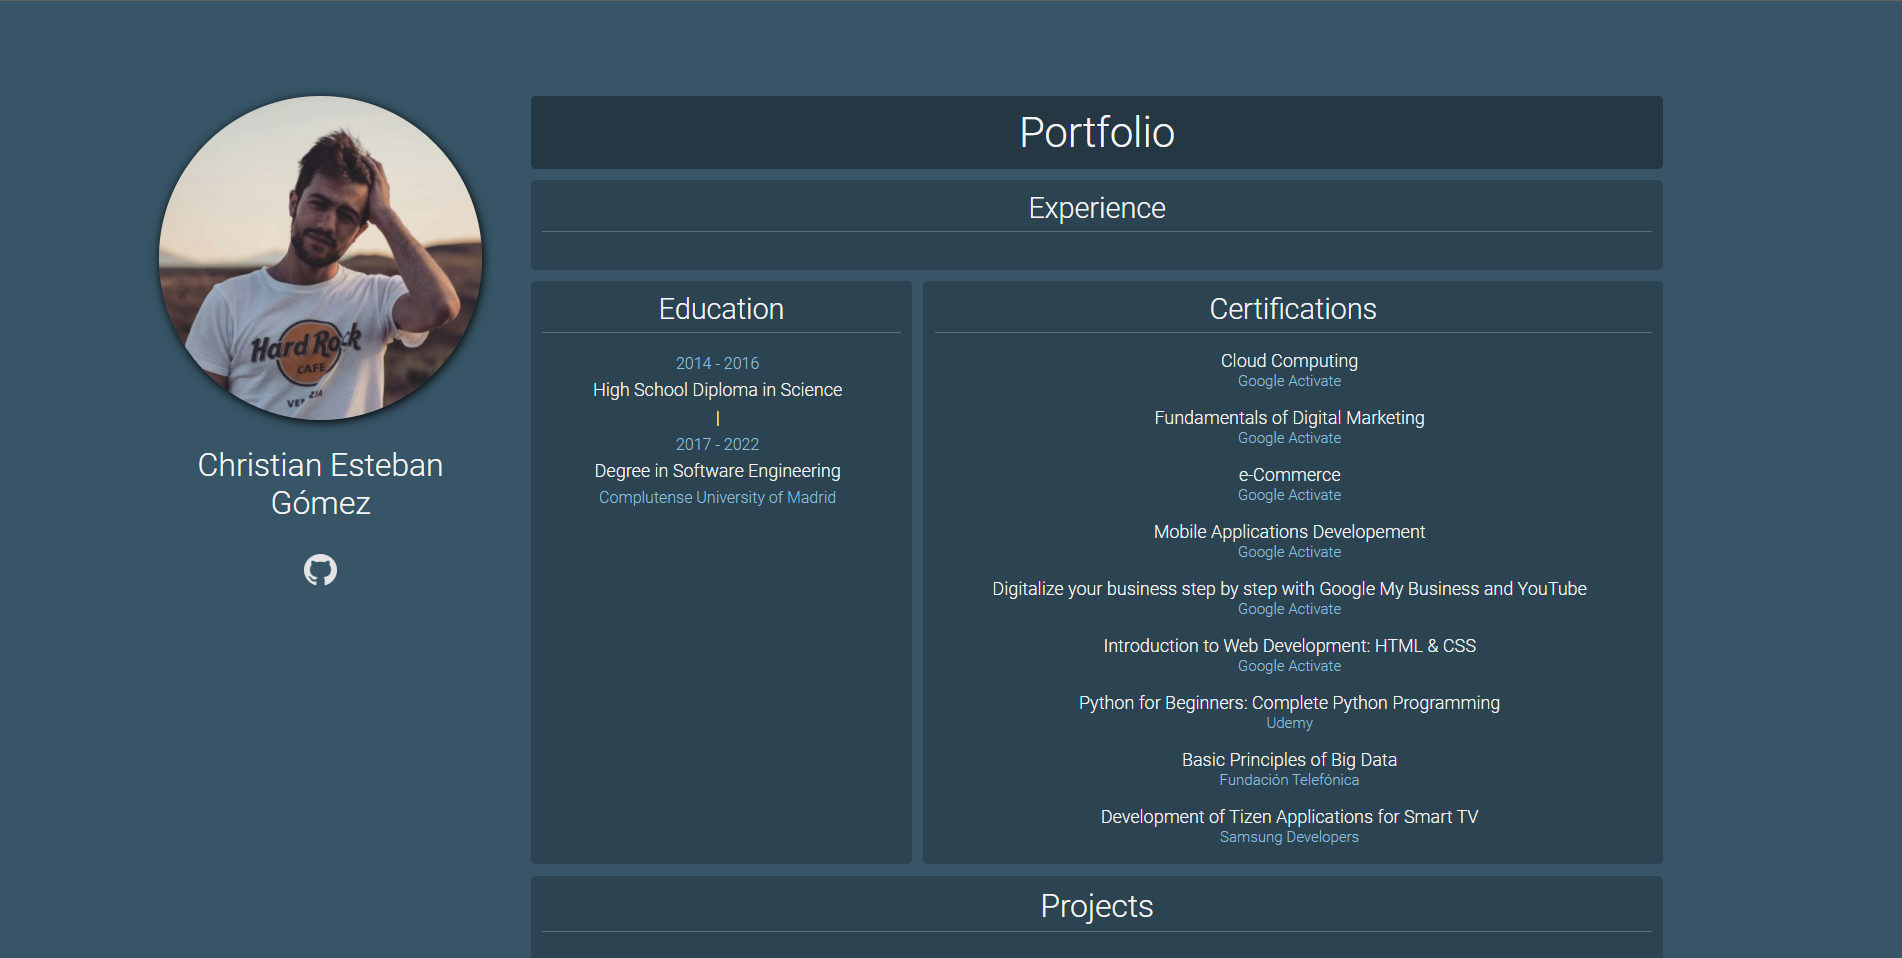 Portfolio
Experience
Hard Rock
CAFE
Christian Esteban
Gómez
Education
2014 - 2016
High School Diploma in Science
|
2017 - 2022
Degree in Software Engineering
Complutense University of Madrid
Certifications
Cloud Computing
Google Activate
Fundamentals of Digital Marketing
Google Activate
e-Commerce
Google Activate
Mobile Applications Developement
Google Activate
Digitalize your business step by step with Google My Business and YouTube
Google Activate
Introduction to Web Development: HTML & CSS
Google Activate
Python for Beginners: Complete Python Programming
Udemy
Basic Principles of Big Data
Fundación Telefónica
Development of Tizen Applications for Smart TV
Samsung Developers
Projects